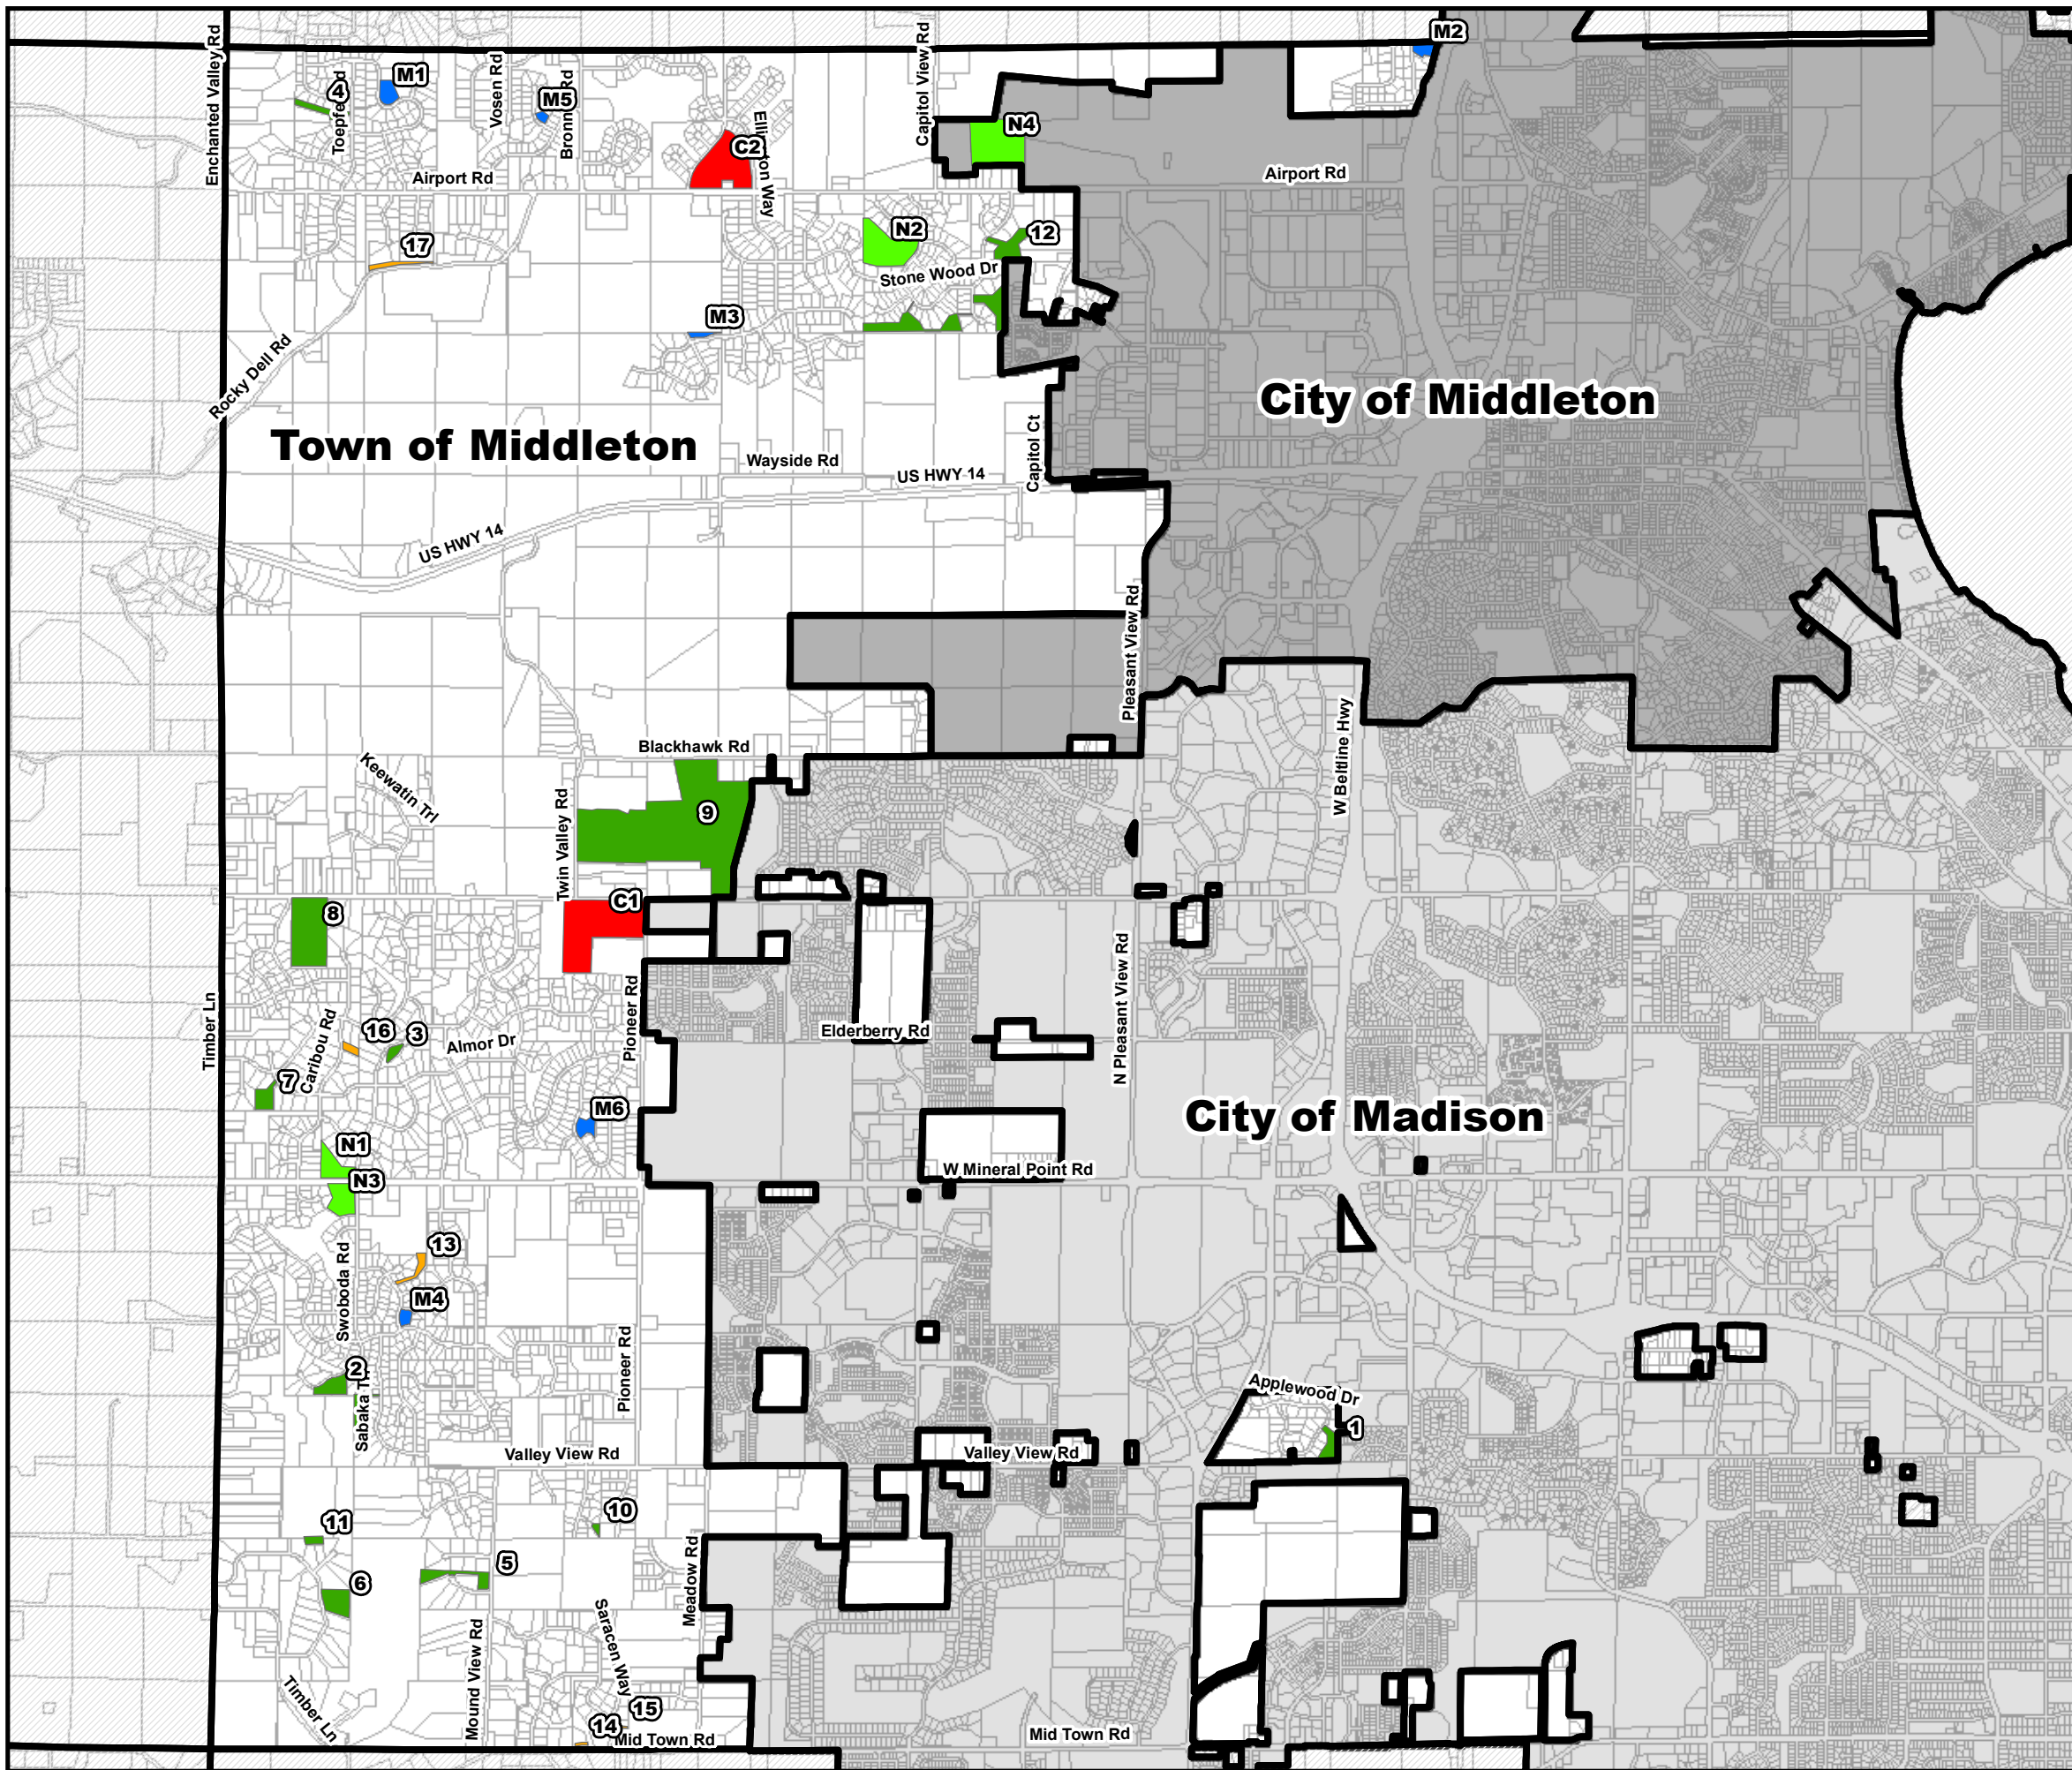 M2
Enchanted Valley Rd
Capitol View Rd
M1
Vosen Rd
4
M5
Airport Rd
C2
N4
Airport Rd
N2
12
17
Stone Wood Dr
M3
Rocky Dell Rd
City of Middleton
Town of Middleton
Capitol Ct
Wayside Rd
US HWY 14
US HWY 14
Pleasant View Rd
Blackhawk Rd
W Beltline Hwy
Keewatin Trl
9
Twin Valley Rd
C1
8
Timber Ln
Pioneer Rd
N Pleasant View Rd
Elderberry Rd
16
3
Almor Dr
Caribou Rd
7
M6
City of Madison
N1
W Mineral Point Rd
N3
13
Swoboda Rd
M4
Pioneer Rd
2
Applewood Dr
1
Valley View Rd
Valley View Rd
10
11
5
6
Meadow Rd
Saracen Way
Mound View Rd
Timber Ln
15
14
Mid Town Rd
Mid Town Rd